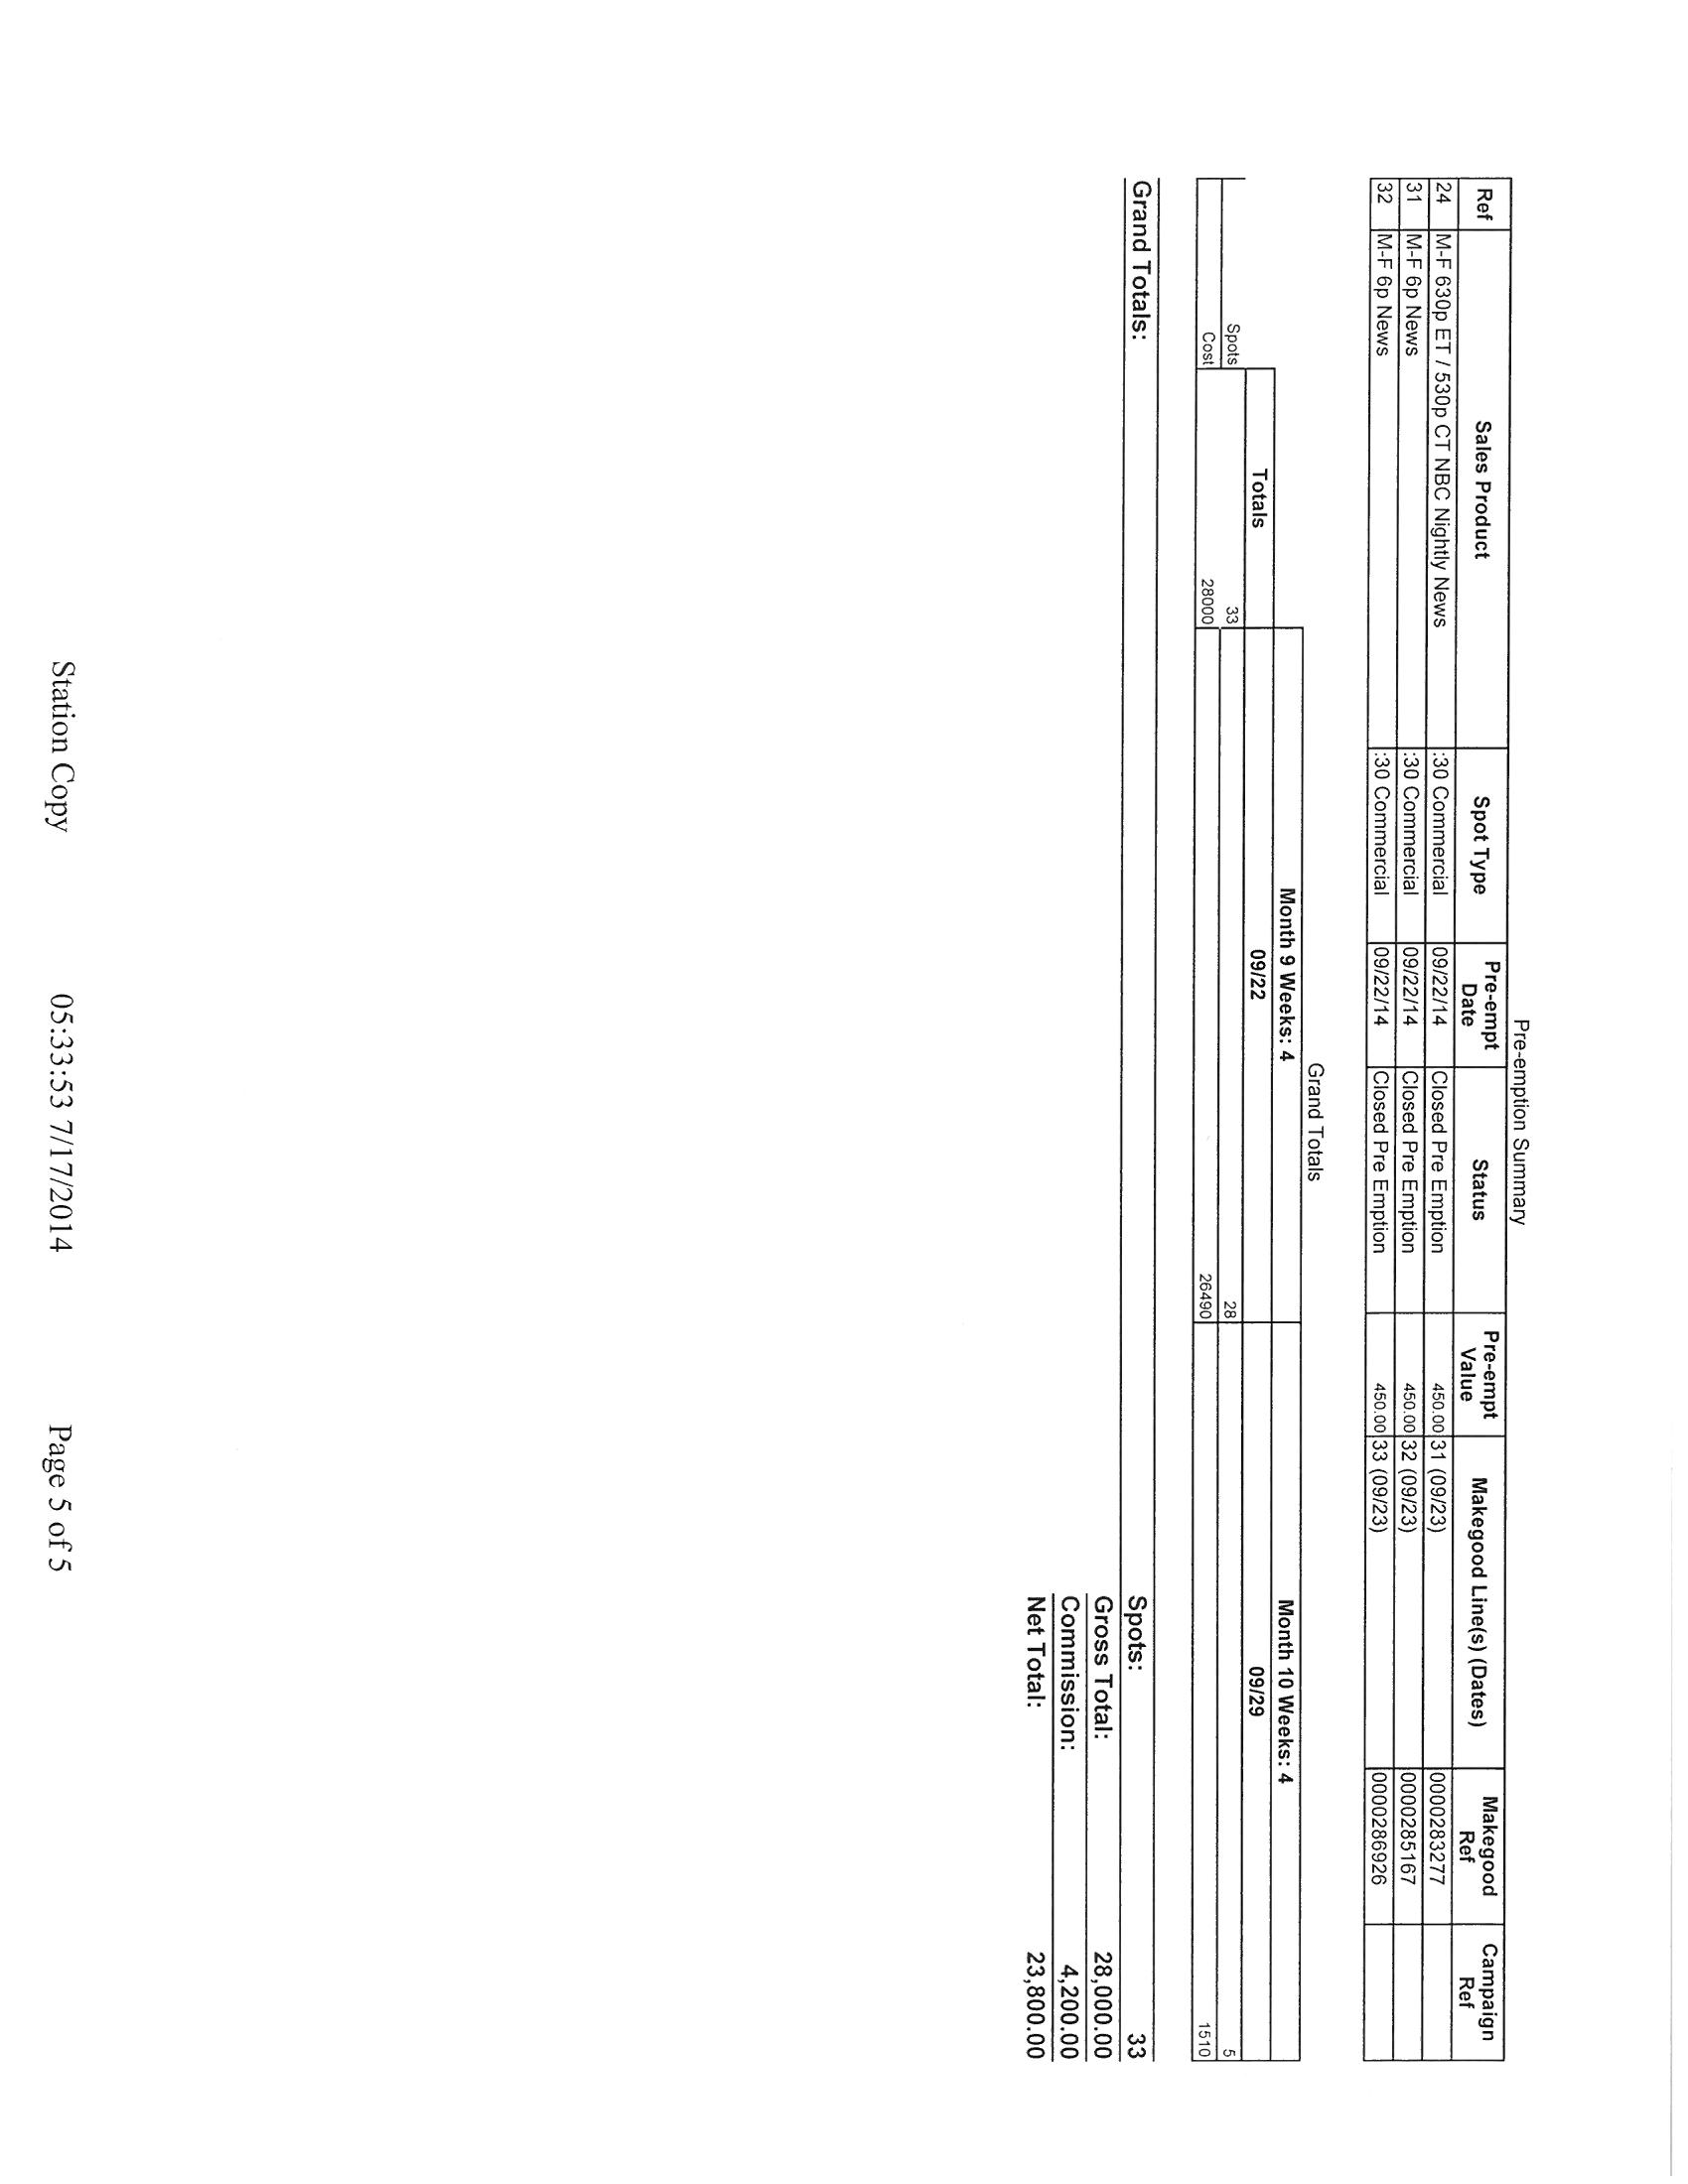 Pre-emption Summary
Ref Sales Product Spot Type Pre-empt Date Status Pre-empt Value Makegood Line(s) (Dates) Makegood Ref Campaign Ref
24 M-F 630p ET / 530p CT NBC Nightly News :30 Commercial 09/22/14 Closed Pre Emption 450.00 31 (09/23) 0000283277
31 M-F 6p News :30 Commercial 09/22/14 Closed Pre Emption 450.00 32 (09/23) 0000285167
32 M-F 6p News :30 Commercial 09/22/14 Closed Pre Emption 450.00 33 (09/23) 0000286926
Grand Totals
Month 9 Weeks: 4 Month 10 Weeks: 4
Totals 09/22 09/29
Spots 33 28 5
Cost 28000 26490 1510
Grand Totals: Spots: 33
Gross Total: 28,000.00
Commission: 4,200.00
Net Total: 23,800.00
Station Copy 05:33:53 7/17/2014 Page 5 of 5